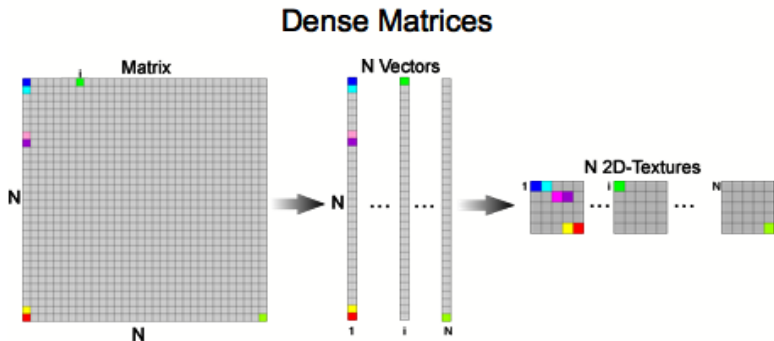 Dense Matrices
Matrix
i
N
N
N Vectors
N
... ...
1 i N
N 2D-Textures
1 i N
... ...